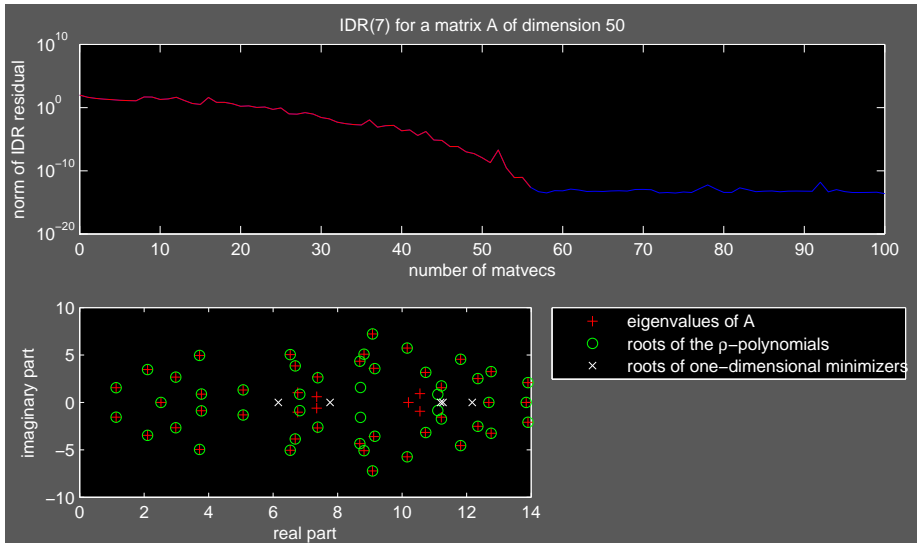 IDR(7) for a matrix A of dimension 50
norm of IDR residual
10^10
10^0
10^-10
10^-20
0 10 20 30 40 50 60 70 80 90 100
number of matvecs
imaginary part
10
5
0
-5
-10
0 2 4 6 8 10 12 14
real part
eigenvalues of A
roots of the ρ-polynomials
roots of one-dimensional minimizers